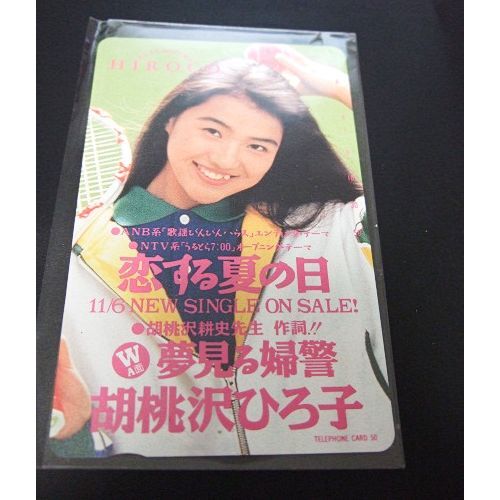 HIROCO
●ANB系「歌謡びんびんハウス」エンディングテーマ
●NTV系「うるとら7:00」オープニングテーマ
恋する夏の日
11/6 NEW SINGLE ON SALE!
●胡桃沢耕史先生 作詞!!
WA面 夢見る婦警
胡桃沢ひろ子
TELEPHONE CARD 50